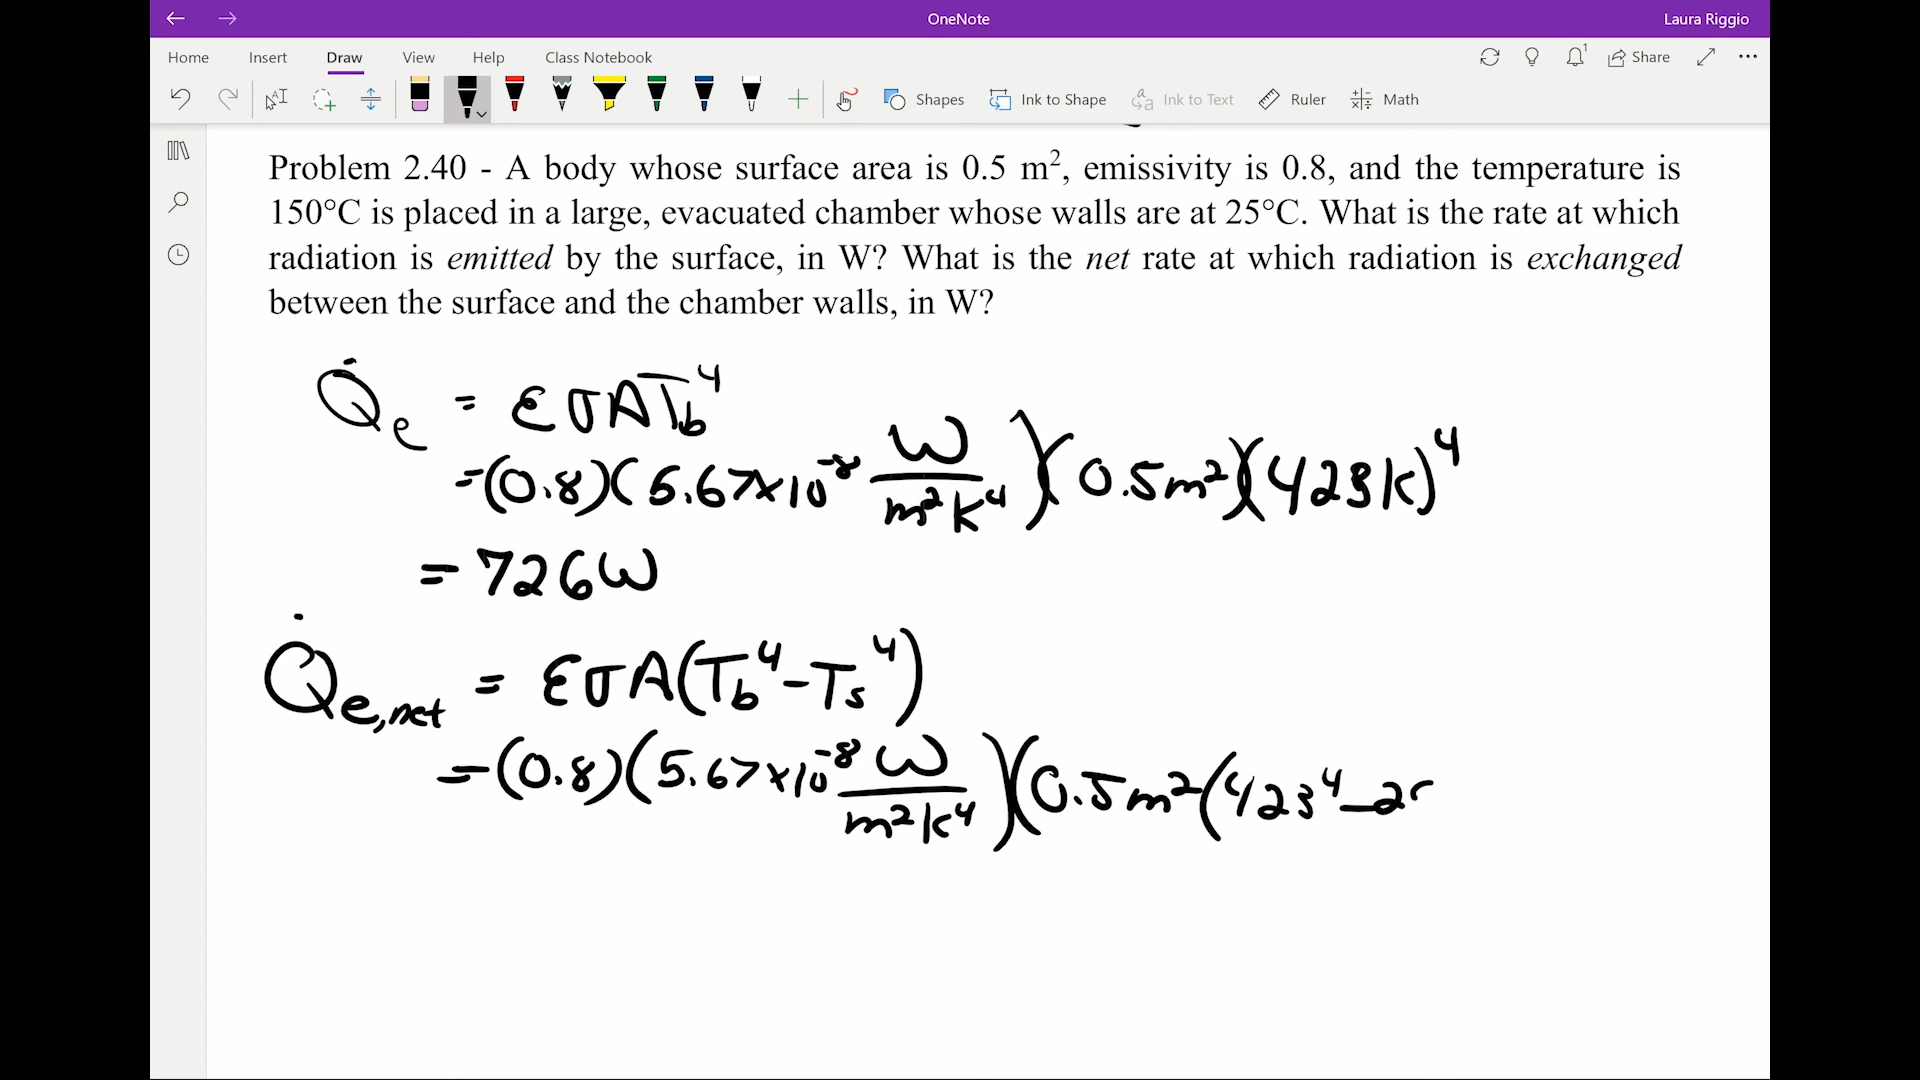 OneNote
Laura Riggio
Home Insert Draw View Help Class Notebook
1 Share
Shapes Ink to Shape Ink to Text Ruler Math
Problem 2.40 - A body whose surface area is 0.5 m², emissivity is 0.8, and the temperature is
150°C is placed in a large, evacuated chamber whose walls are at 25°C. What is the rate at which
radiation is emitted by the surface, in W? What is the net rate at which radiation is exchanged
between the surface and the chamber walls, in W?
Q̇e = εσATb⁴
=(0.8)(5.67×10⁻⁸ W/m²K⁴)(0.5m²)(423K)⁴
= 726W
Q̇e,net = εσA(Tb⁴-Ts⁴)
=(0.8)(5.67×10⁻⁸ W/m²K⁴)(0.5m²(423⁴-2